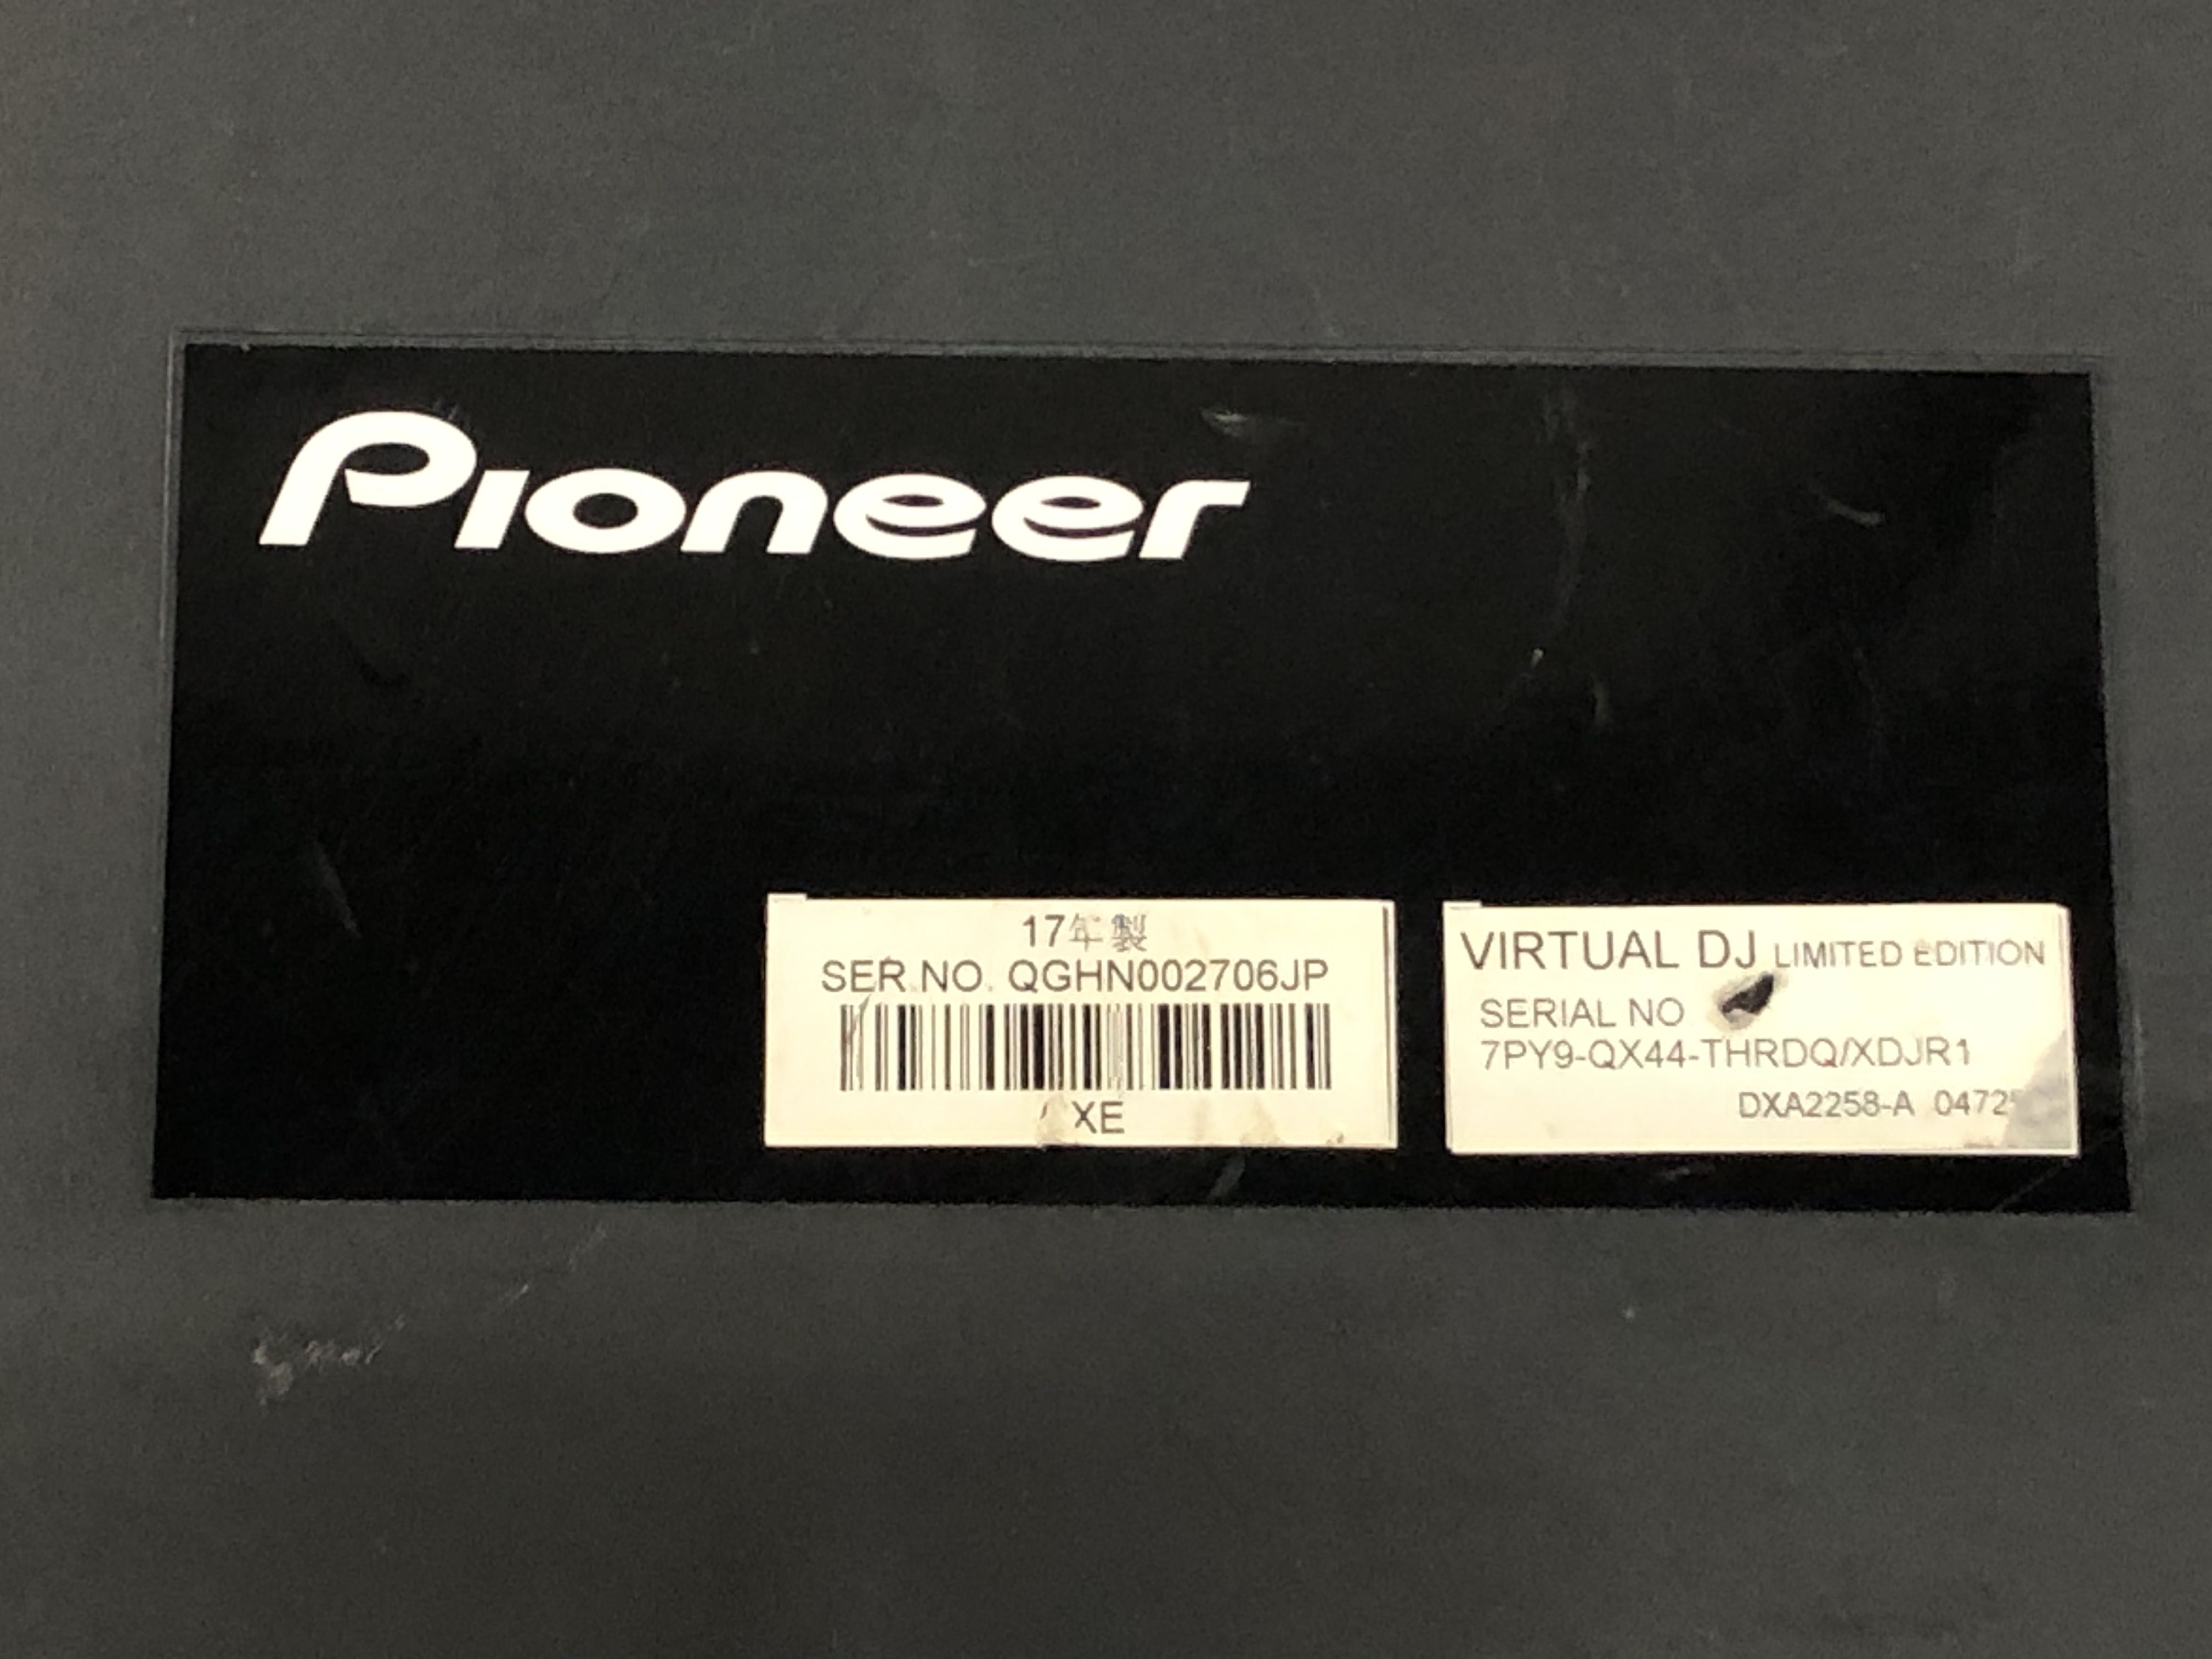 Pioneer
17年製
SER.NO. QGHN002706JP
XE
VIRTUAL DJ LIMITED EDITION
SERIAL NO
7PY9-QX44-THRDQ/XDJR1
DXA2258-A